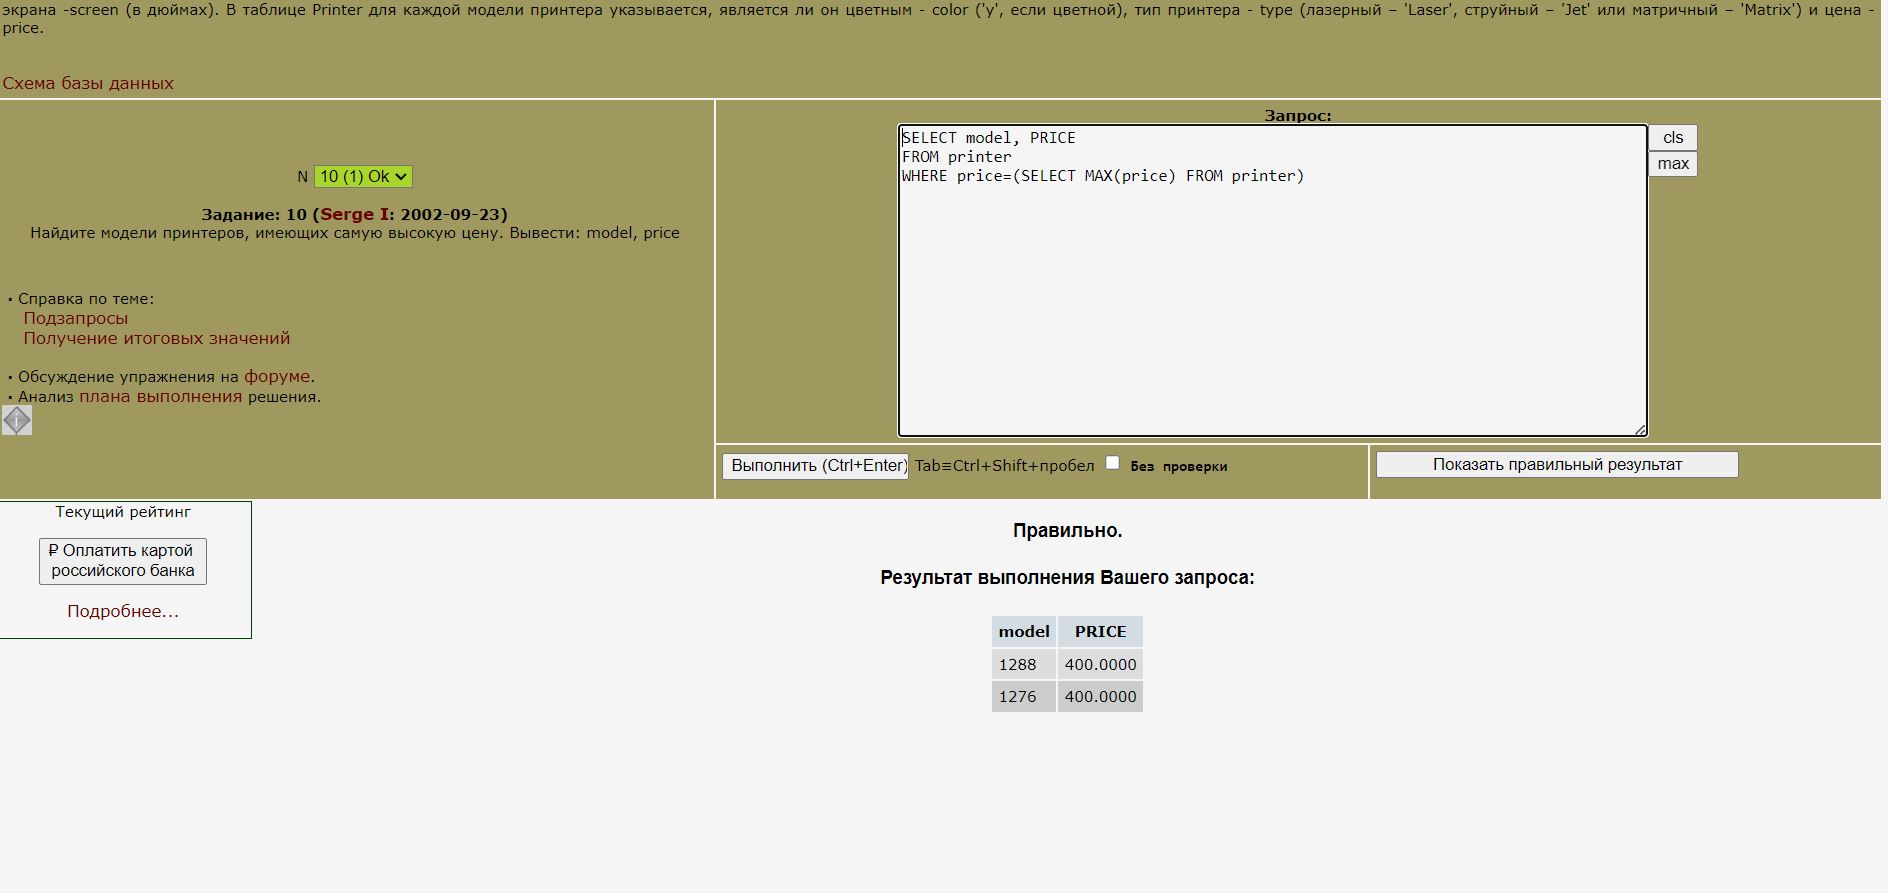 экрана -screen (в дюймах). В таблице Printer для каждой модели принтера указывается, является ли он цветным - color ('y', если цветной), тип принтера - type (лазерный – 'Laser', струйный – 'Jet' или матричный – 'Matrix') и цена -
price.
Схема базы данных
N 10 (1) Ok
Задание: 10 (Serge I: 2002-09-23)
Найдите модели принтеров, имеющих самую высокую цену. Вывести: model, price
· Справка по теме:
Подзапросы
Получение итоговых значений
· Обсуждение упражнения на форуме.
· Анализ плана выполнения решения.
Запрос:
SELECT model, PRICE
FROM printer
WHERE price=(SELECT MAX(price) FROM printer)
cls
max
Выполнить (Ctrl+Enter) Tab≡Ctrl+Shift+пробел Без проверки
Показать правильный результат
Текущий рейтинг
₽ Оплатить картой
российского банка
Подробнее...
Правильно.
Результат выполнения Вашего запроса:
model PRICE
1288 400.0000
1276 400.0000